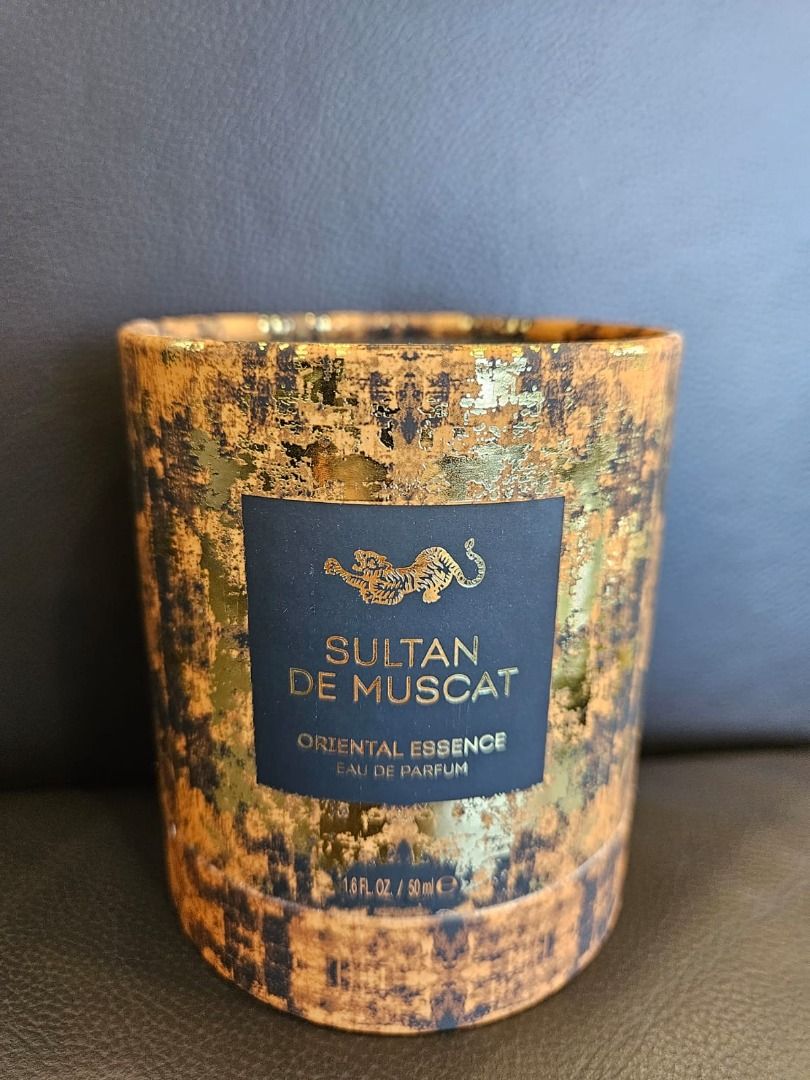 SULTAN
DE MUSCAT
ORIENTAL ESSENCE
EAU DE PARFUM
1.6 FL. OZ. / 50 ml ℮